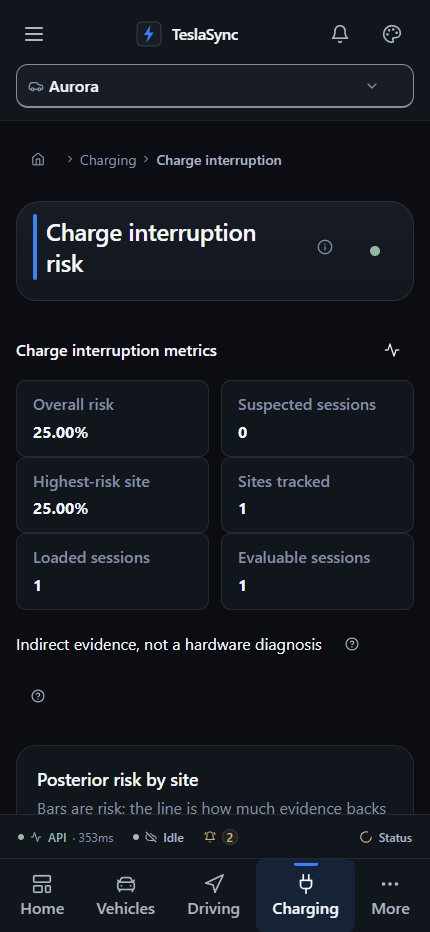 TeslaSync
Aurora
Charging
Charge interruption
Charge interruption
risk
Charge interruption metrics
Overall risk
25.00%
Suspected sessions
0
Highest-risk site
25.00%
Sites tracked
1
Loaded sessions
1
Evaluable sessions
1
Indirect evidence, not a hardware diagnosis
Posterior risk by site
Bars are risk; the line is how much evidence backs
API · 353ms
Idle
2
Status
Home
Vehicles
Driving
Charging
More